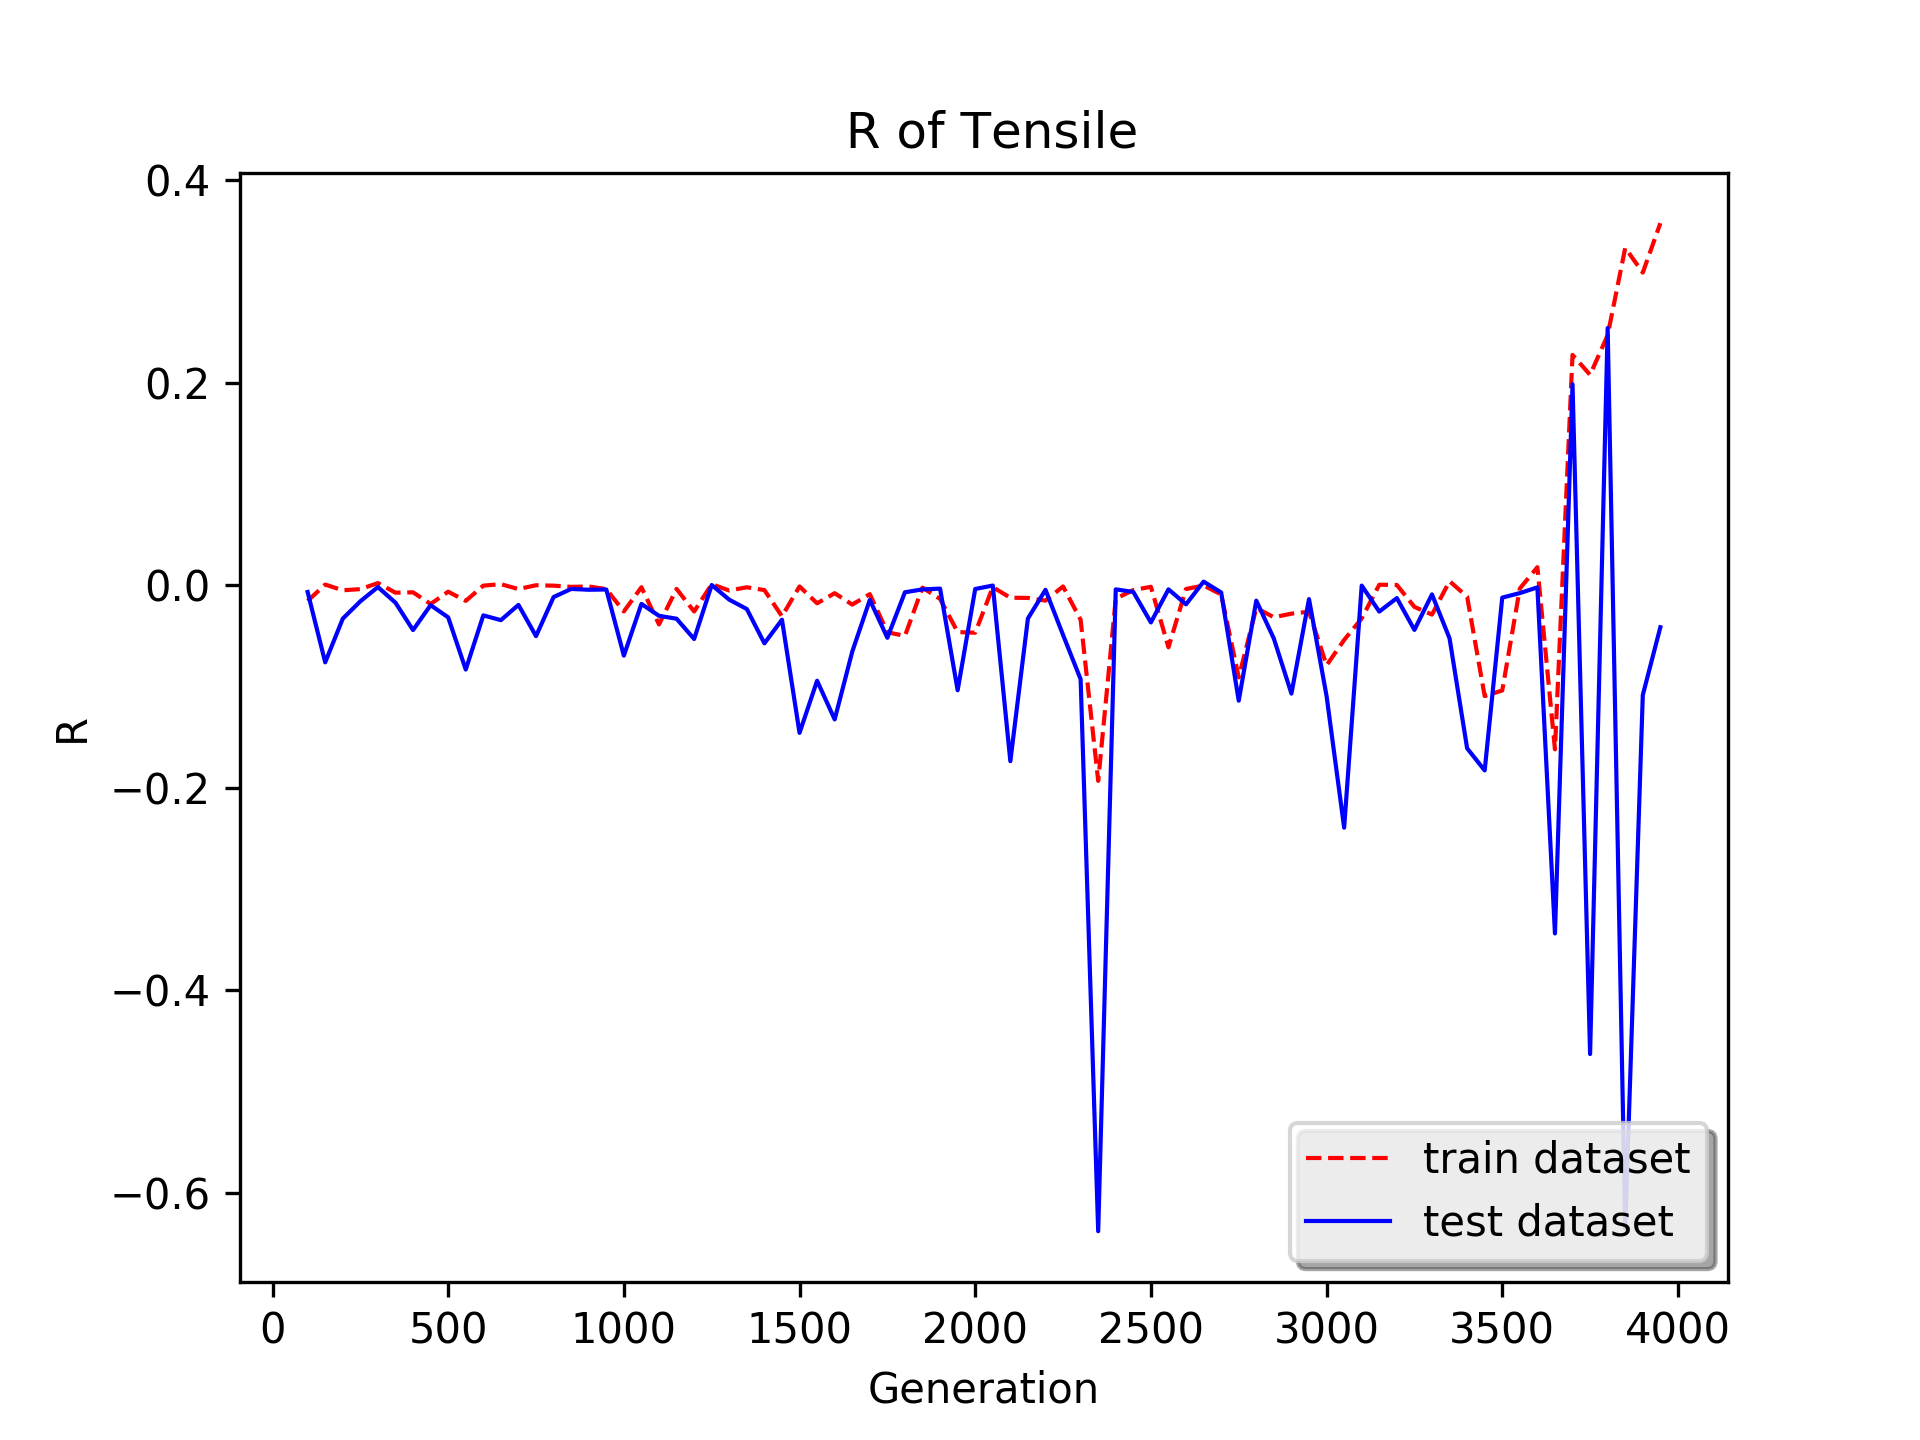 R of Tensile
0.4
0.2
0.0
−0.2
−0.4
−0.6
R
train dataset
test dataset
0 500 1000 1500 2000 2500 3000 3500 4000
Generation